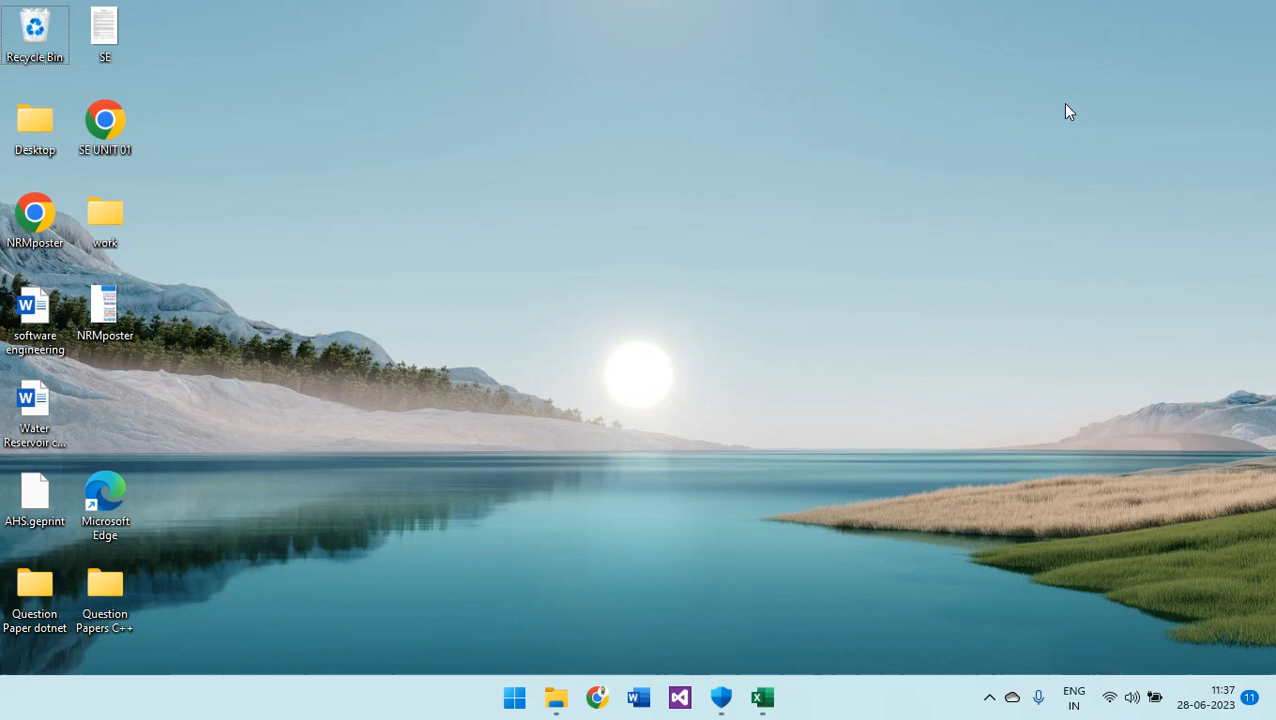 Recycle Bin
SE
Desktop
SE UNIT 01
NRMposter
work
software
engineering
NRMposter
Water
Reservoir c...
AHS.geprint
Microsoft
Edge
Question
Paper dotnet
Question
Papers C++
ENG
IN
11:37
28-06-2023
11